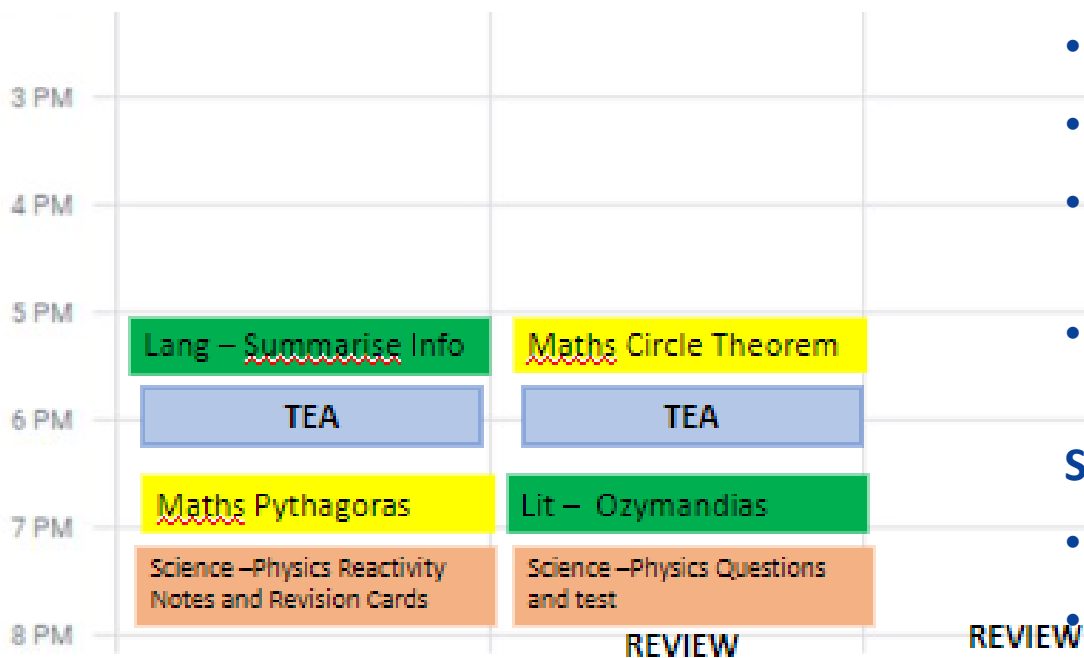 3 PM
4 PM
5 PM
Lang – Summarise Info
Maths Circle Theorem
TEA
TEA
6 PM
S
Maths Pythagoras
Lit – Ozymandias
7 PM
Science –Physics Reactivity
Notes and Revision Cards
Science –Physics Questions
and test
8 PM
REVIEW
REVIEW